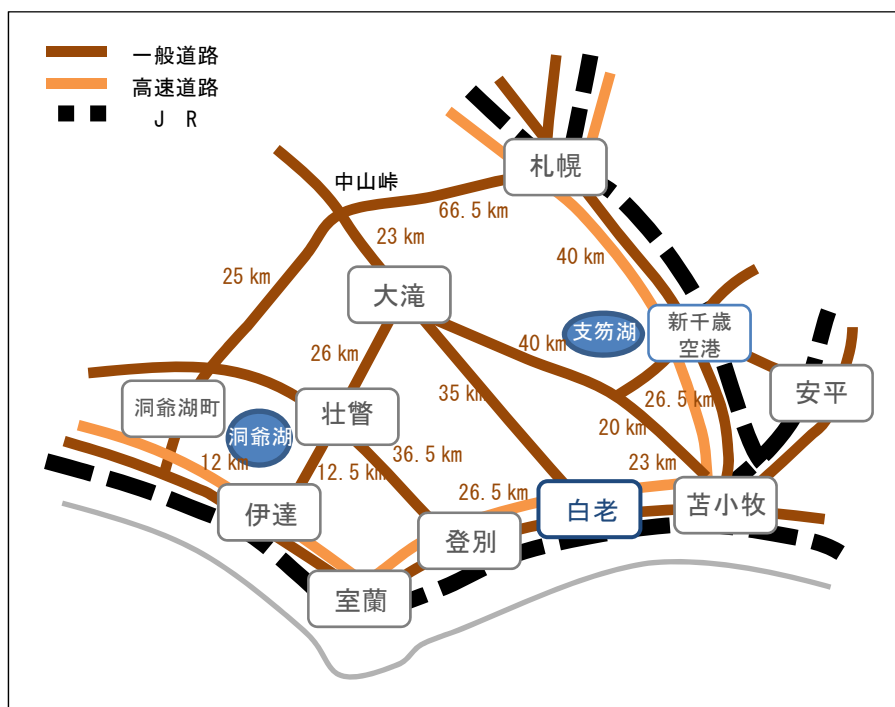 一般道路
高速道路
ＪＲ
札幌
中山峠
66.5 km
23 km
40 km
25 km
大滝
支笏湖
新千歳
空港
26 km
40 km
安平
洞爺湖町
壮瞥
35 km
26.5 km
洞爺湖
20 km
36.5 km
12 km
12.5 km
23 km
26.5 km
伊達
白老
苫小牧
登別
室蘭